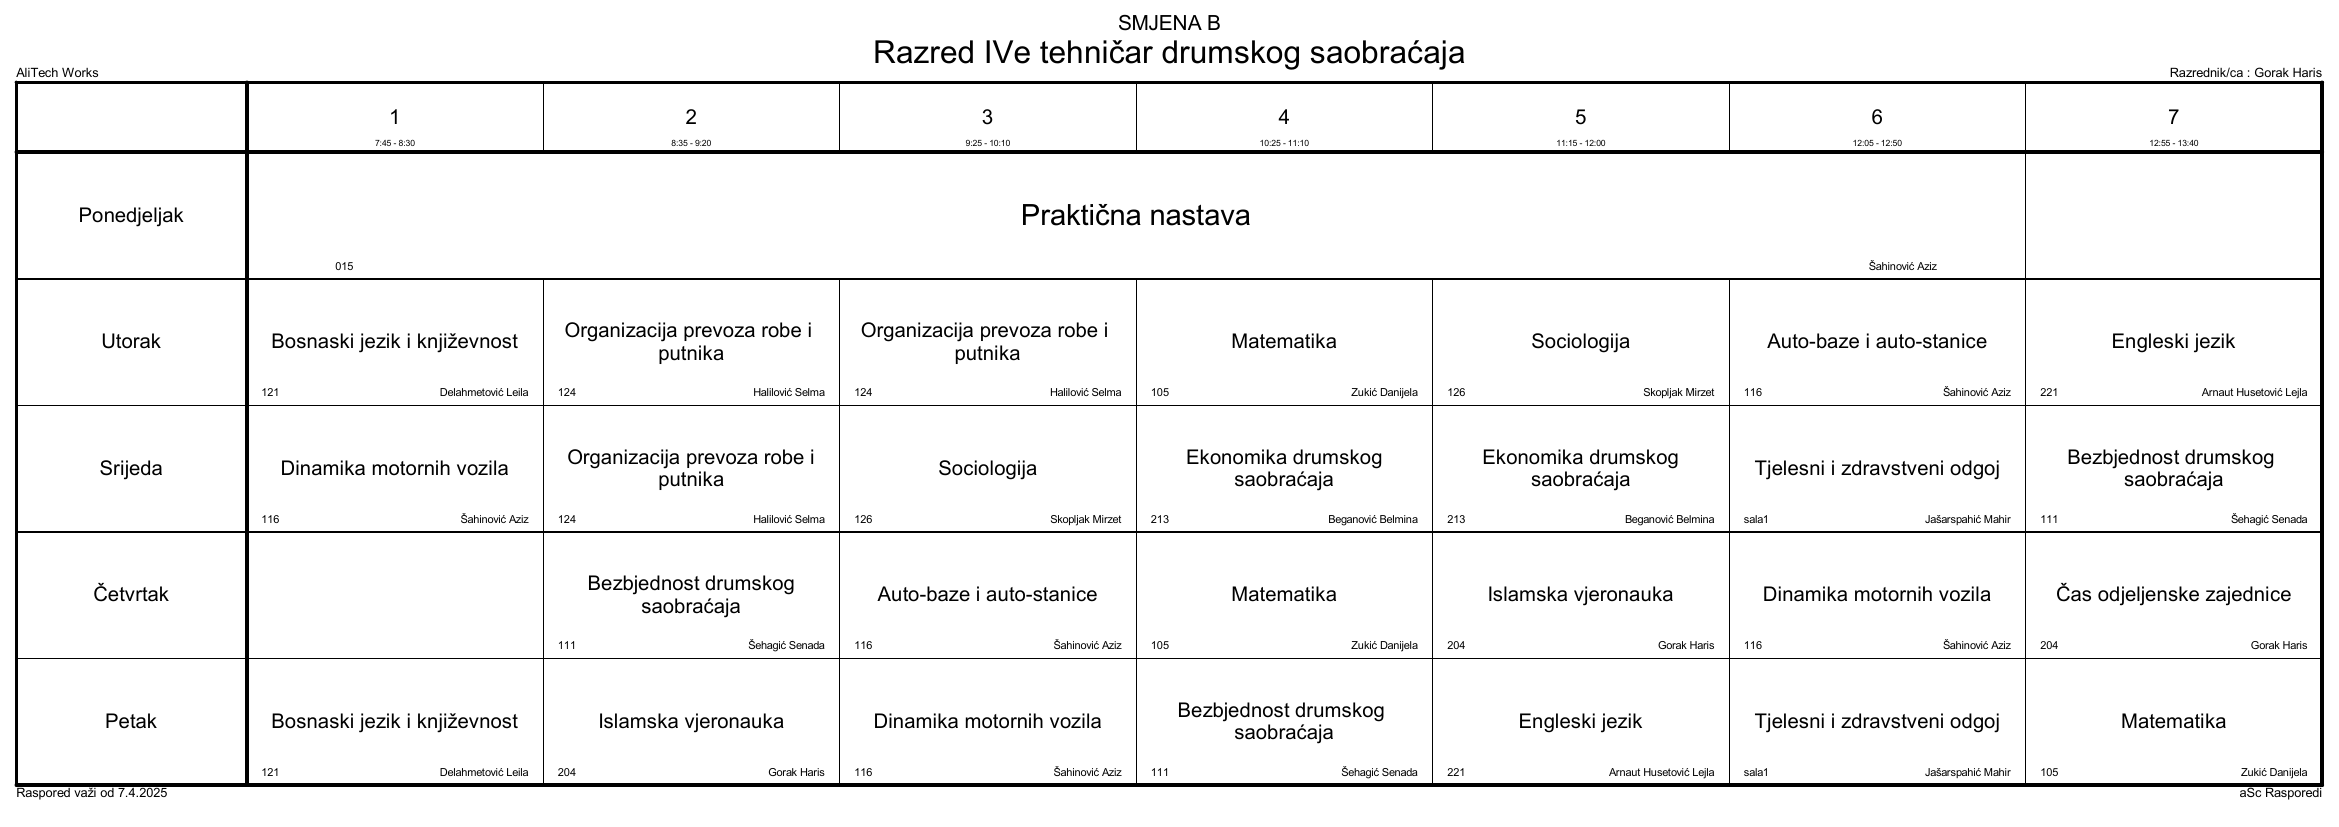 SMJENA B
Razred IVe tehničar drumskog saobraćaja
AliTech Works
Razrednik/ca : Gorak Haris
1
2
3
4
5
6
7
7:45 - 8:30
8:35 - 9:20
9:25 - 10:10
10:25 - 11:10
11:15 - 12:00
12:05 - 12:50
12:55 - 13:40
Ponedjeljak
Praktična nastava
015
Šahinović Aziz
Utorak
Bosnaski jezik i književnost
121
Delahmetović Leila
Organizacija prevoza robe i
putnika
124
Halilović Selma
Organizacija prevoza robe i
putnika
124
Halilović Selma
Matematika
105
Zukić Danijela
Sociologija
126
Skopljak Mirzet
Auto-baze i auto-stanice
116
Šahinović Aziz
Engleski jezik
221
Arnaut Husetović Lejla
Srijeda
Dinamika motornih vozila
116
Šahinović Aziz
Organizacija prevoza robe i
putnika
124
Halilović Selma
Sociologija
126
Skopljak Mirzet
Ekonomika drumskog
saobraćaja
213
Beganović Belmina
Ekonomika drumskog
saobraćaja
213
Beganović Belmina
Tjelesni i zdravstveni odgoj
sala1
Jašarspahić Mahir
Bezbjednost drumskog
saobraćaja
111
Šehagić Senada
Četvrtak
Bezbjednost drumskog
saobraćaja
111
Šehagić Senada
Auto-baze i auto-stanice
116
Šahinović Aziz
Matematika
105
Zukić Danijela
Islamska vjeronauka
204
Gorak Haris
Dinamika motornih vozila
116
Šahinović Aziz
Čas odjeljenske zajednice
204
Gorak Haris
Petak
Bosnaski jezik i književnost
121
Delahmetović Leila
Islamska vjeronauka
204
Gorak Haris
Dinamika motornih vozila
116
Šahinović Aziz
Bezbjednost drumskog
saobraćaja
111
Šehagić Senada
Engleski jezik
221
Arnaut Husetović Lejla
Tjelesni i zdravstveni odgoj
sala1
Jašarspahić Mahir
Matematika
105
Zukić Danijela
Raspored važi od 7.4.2025
aSc Rasporedi